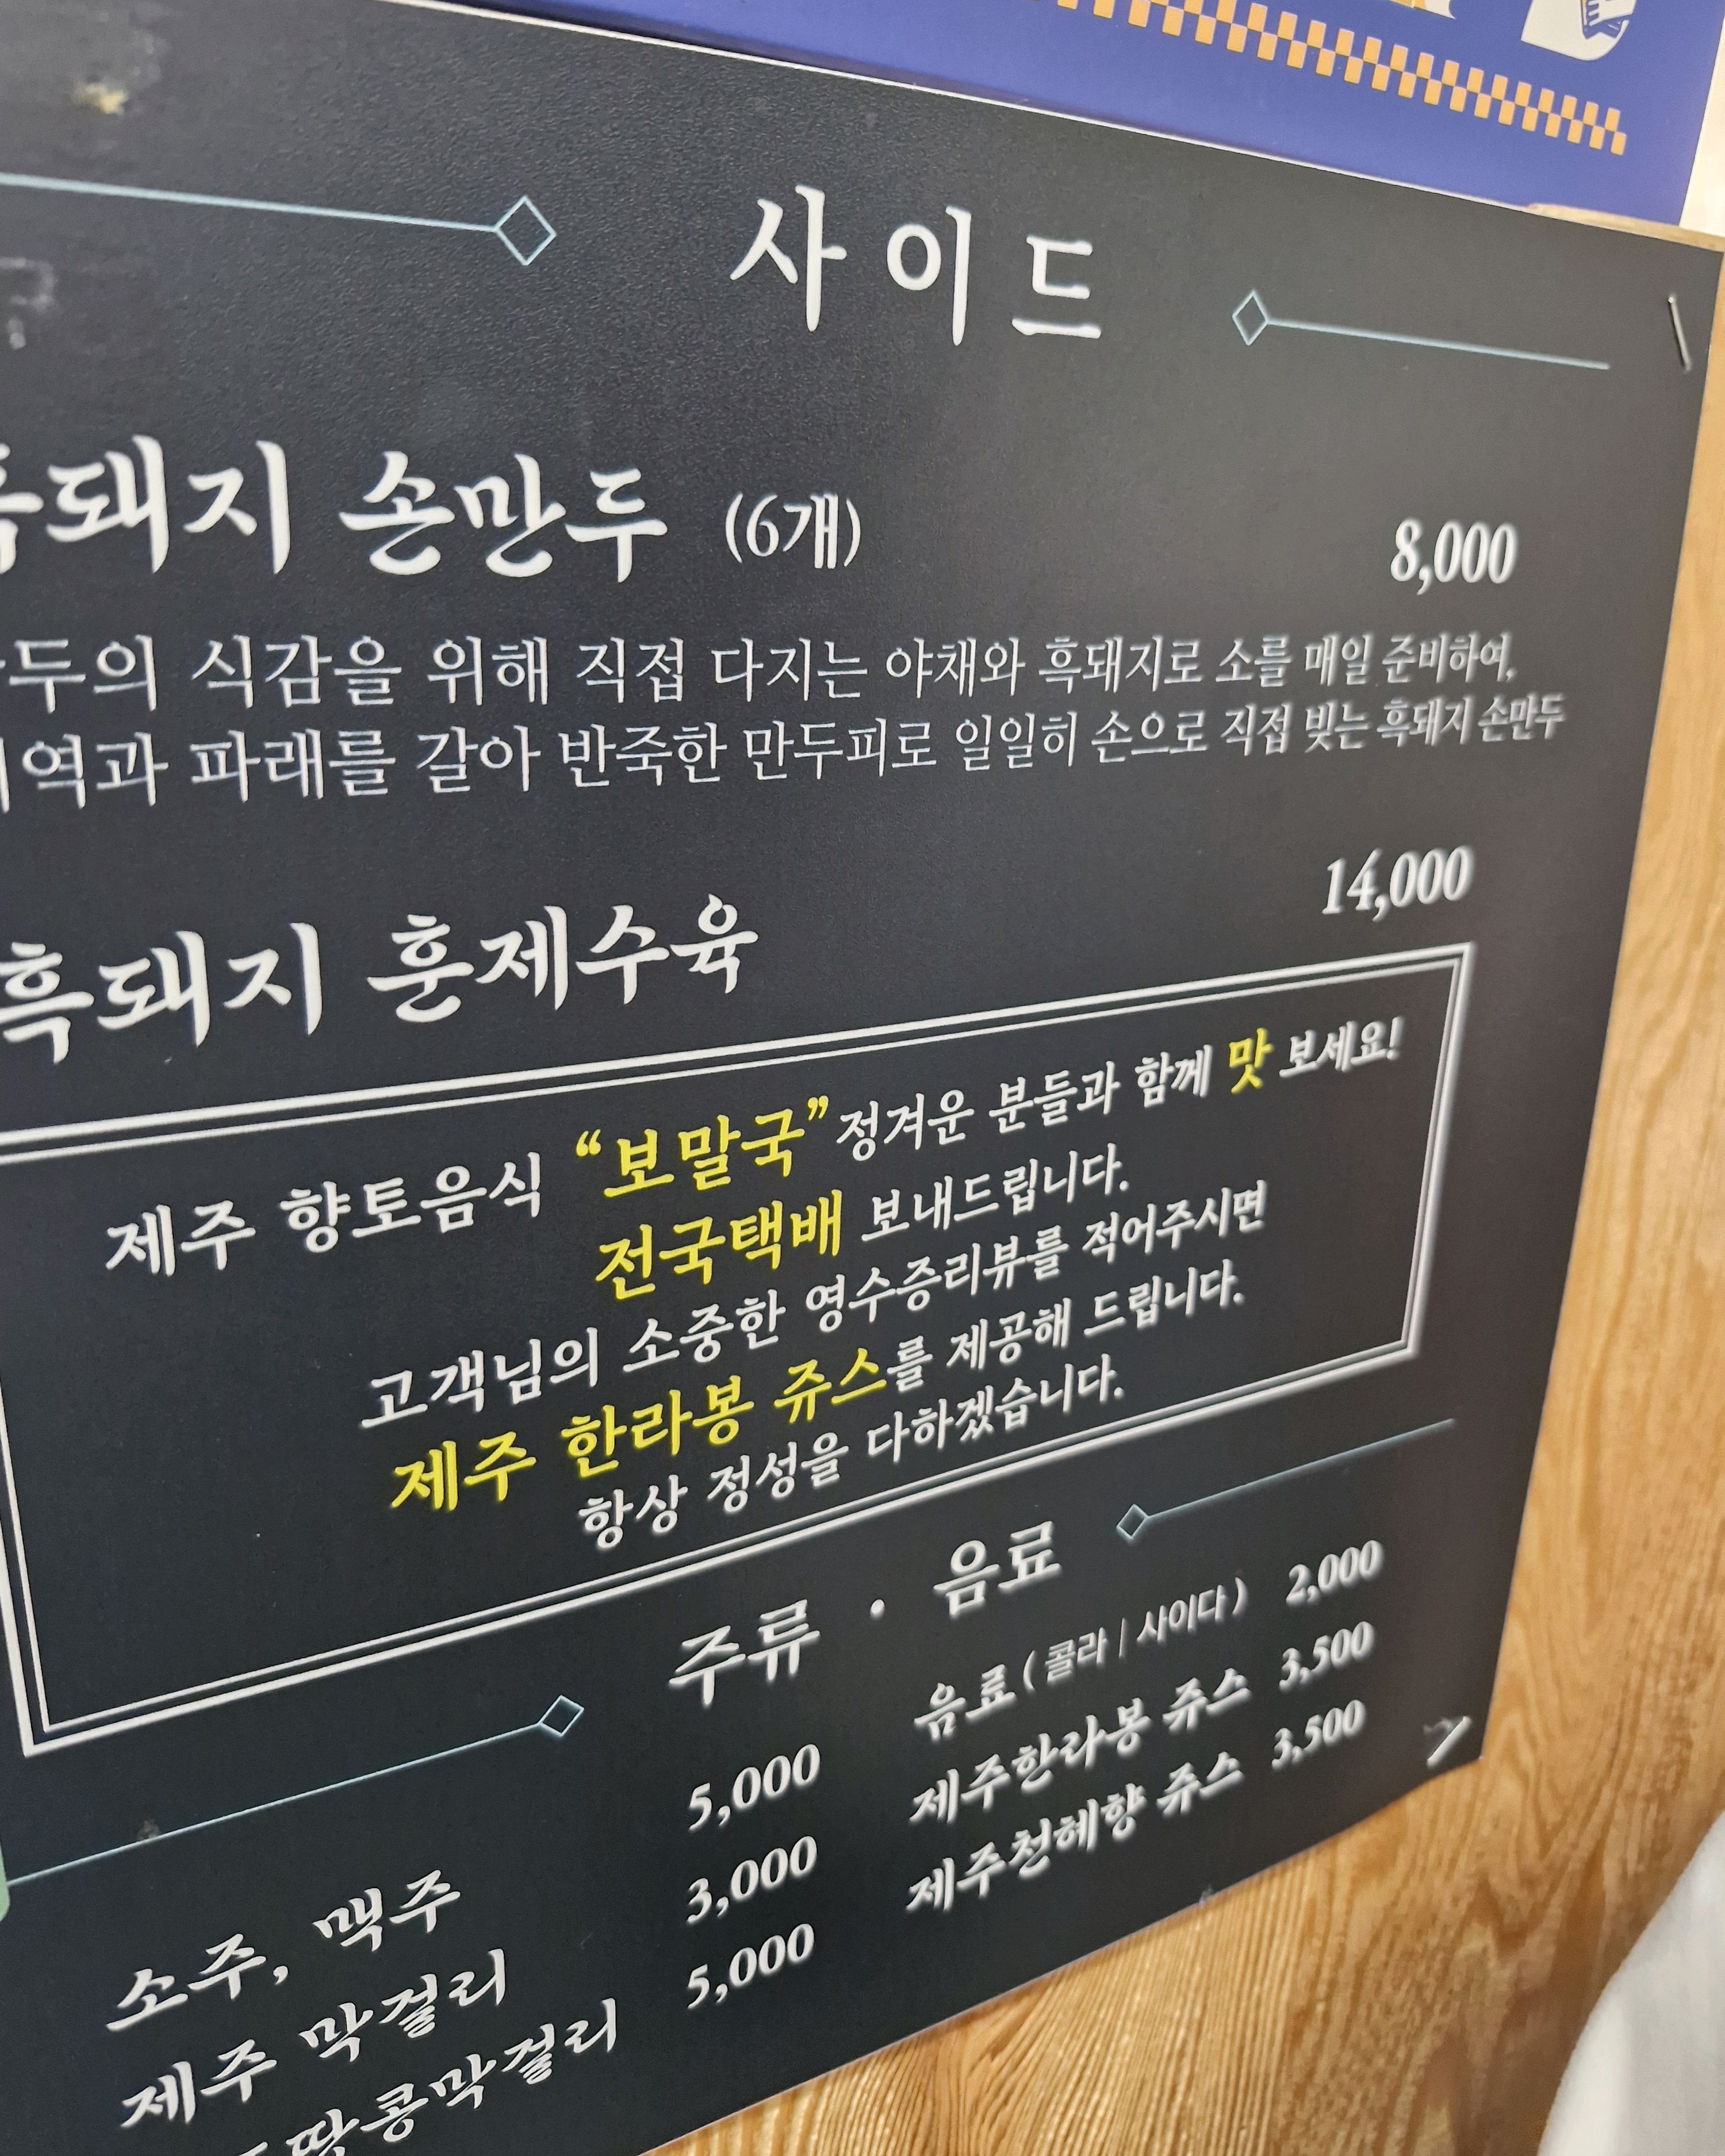 사이드
흑돼지 손만두 (6개) 8,000
두의 식감을 위해 직접 다지는 야채와 흑돼지로 소를 매일 준비하여,
역과 파래를 갈아 반죽한 만두피로 일일히 손으로 직접 빚는 흑돼지 손만두
흑돼지 훈제수육 14,000
제주 향토음식 “보말국”정겨운 분들과 함께 맛 보세요!
전국택배 보내드립니다.
고객님의 소중한 영수증리뷰를 적어주시면
제주 한라봉 쥬스를 제공해 드립니다.
항상 정성을 다하겠습니다.
주류 · 음료
소주, 맥주 5,000
제주 막걸리 3,000
땅콩막걸리 5,000
음료 ( 콜라 | 사이다 ) 2,000
제주한라봉 쥬스 3,500
제주천혜향 쥬스 3,500